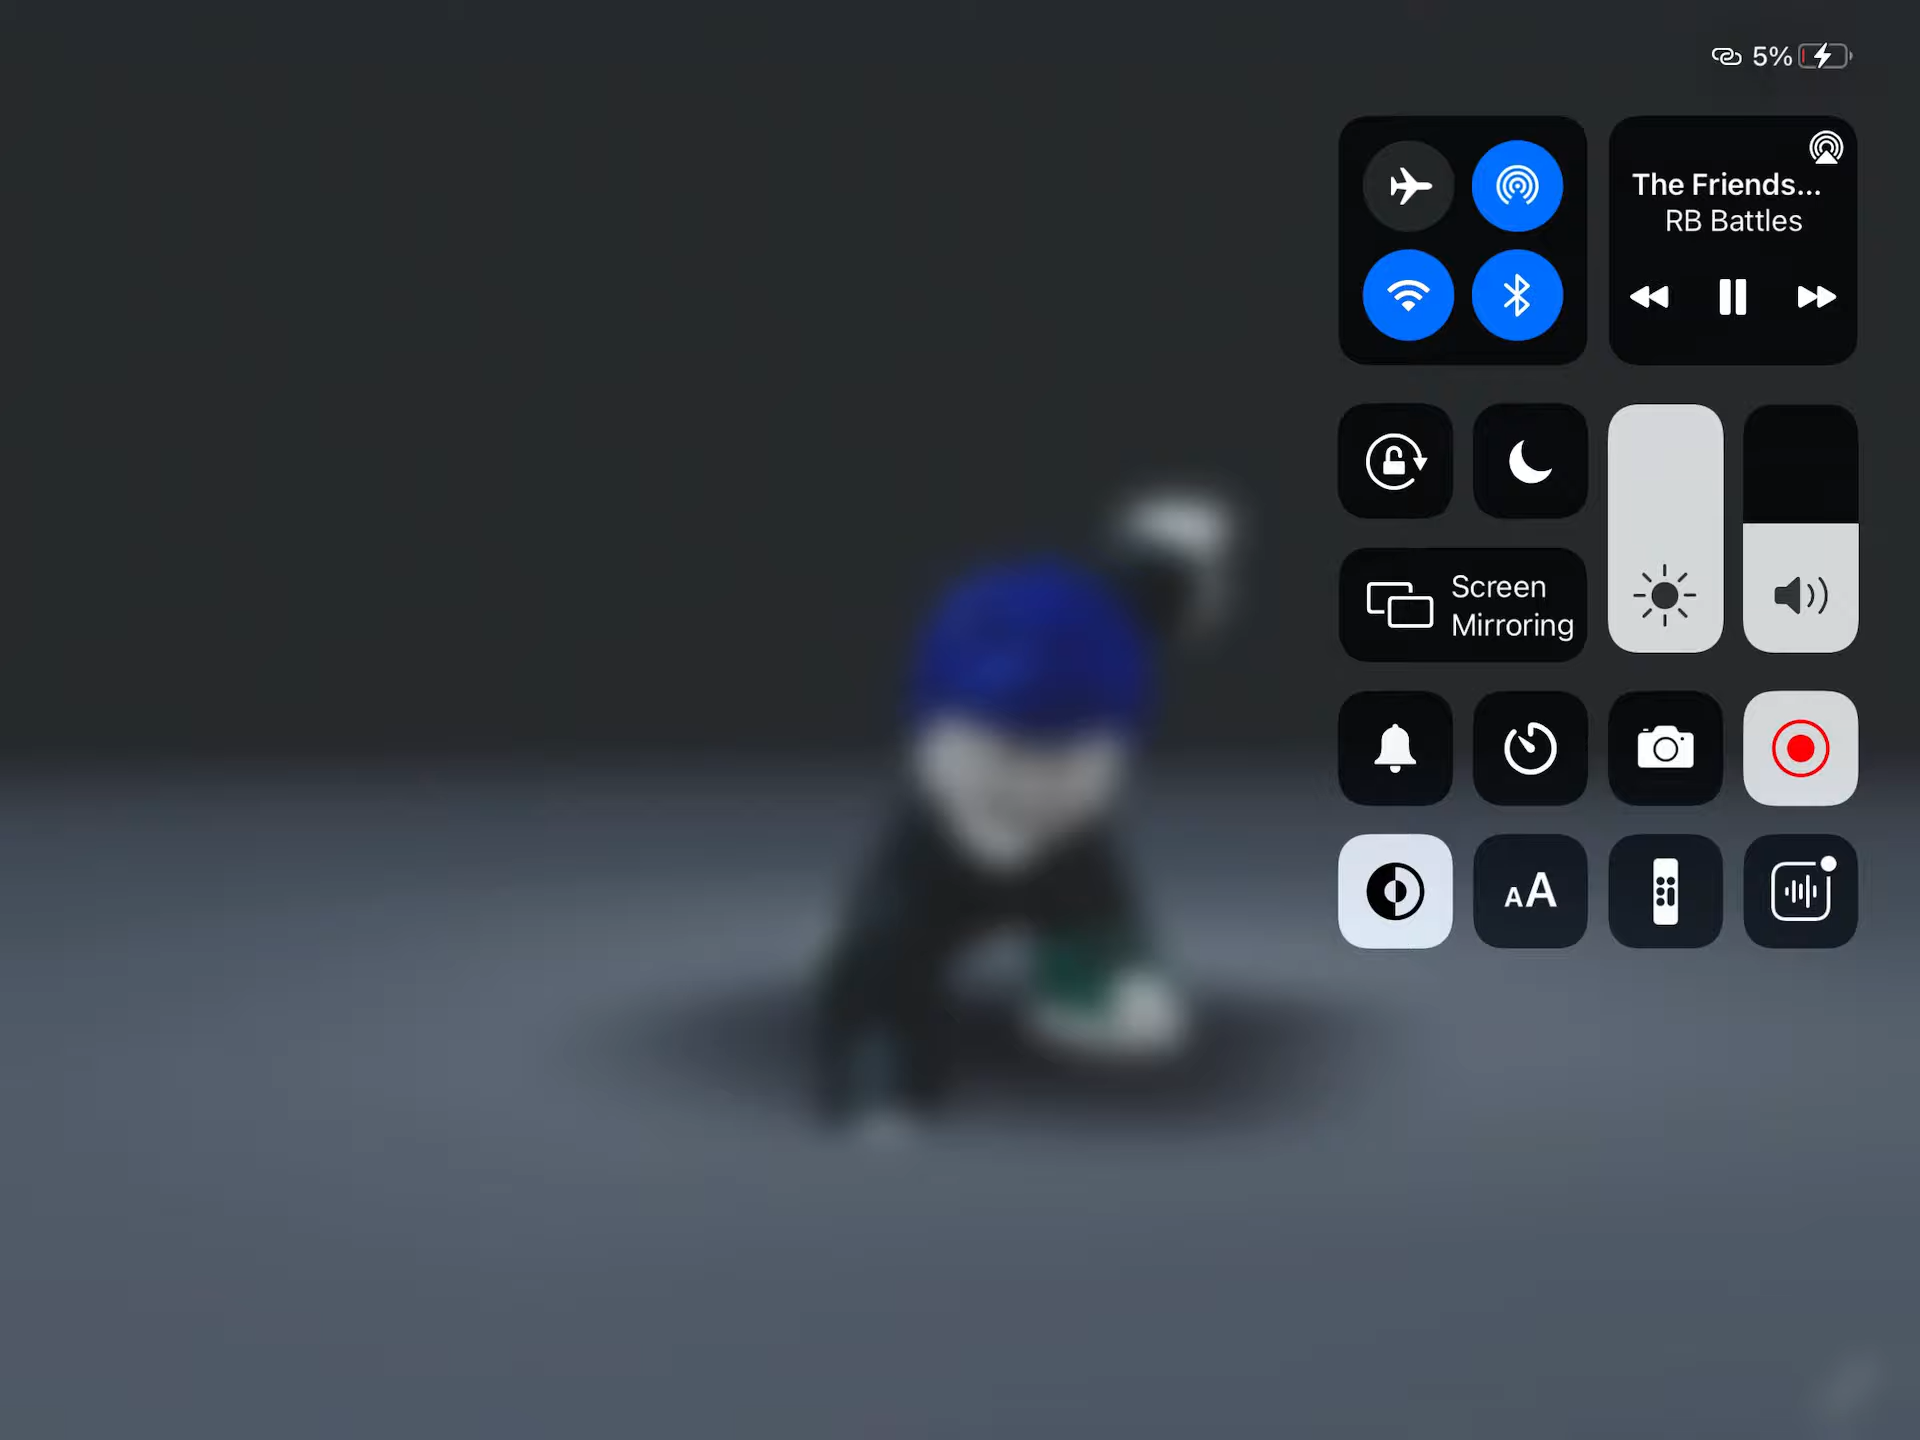 5%
The Friends...
RB Battles
Screen
Mirroring
AA